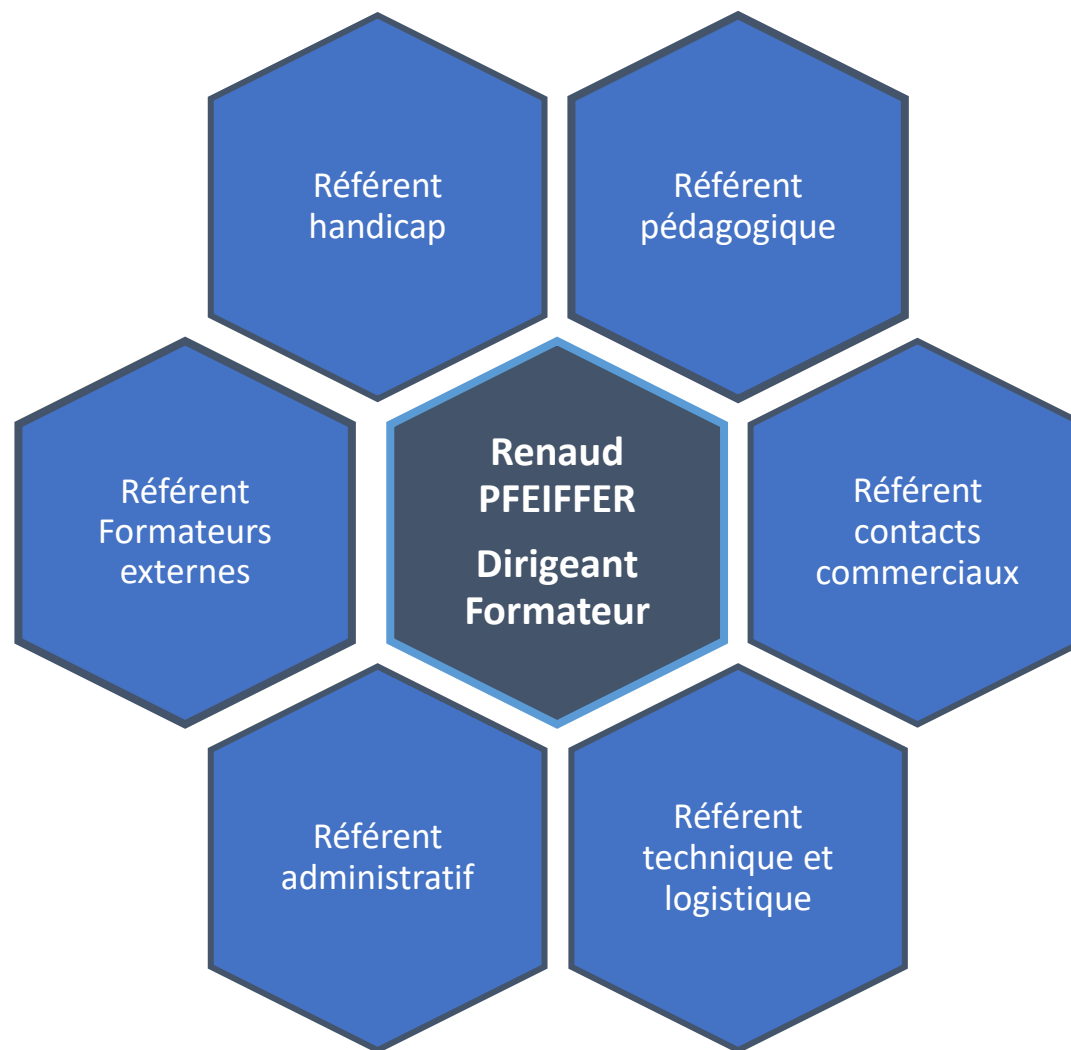 Référent
handicap
Référent
pédagogique
Référent
Formateurs
externes
Renaud
PFEIFFER
Dirigeant
Formateur
Référent
contacts
commerciaux
Référent
administratif
Référent
technique et
logistique